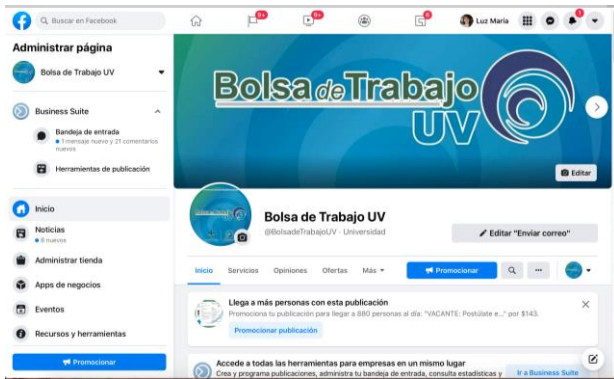 Buscar en Facebook
9+
9+
6
Luz Maria
Administrar página
Bolsa de Trabajo UV
Business Suite
Bandeja de entrada
1 mensaje nuevo y 21 comentarios nuevos
Herramientas de publicación
Inicio
Noticias
8 nuevos
Administrar tienda
Apps de negocios
Eventos
Recursos y herramientas
Promocionar
Bolsa de Trabajo
UV
Editar
Bolsa de Trabajo UV
@BolsadeTrabajoUV · Universidad
Editar "Enviar correo"
Inicio Servicios Opiniones Ofertas Más
Promocionar
Llega a más personas con esta publicación
Promociona tu publicación para llegar a 880 personas al día: "VACANTE: Postúlate e..." por $143.
Promocionar publicación
Accede a todas las herramientas para empresas en un mismo lugar
Crea y programa publicaciones, administra tu bandeja de entrada, consulta estadísticas y
Ir a Business Suite